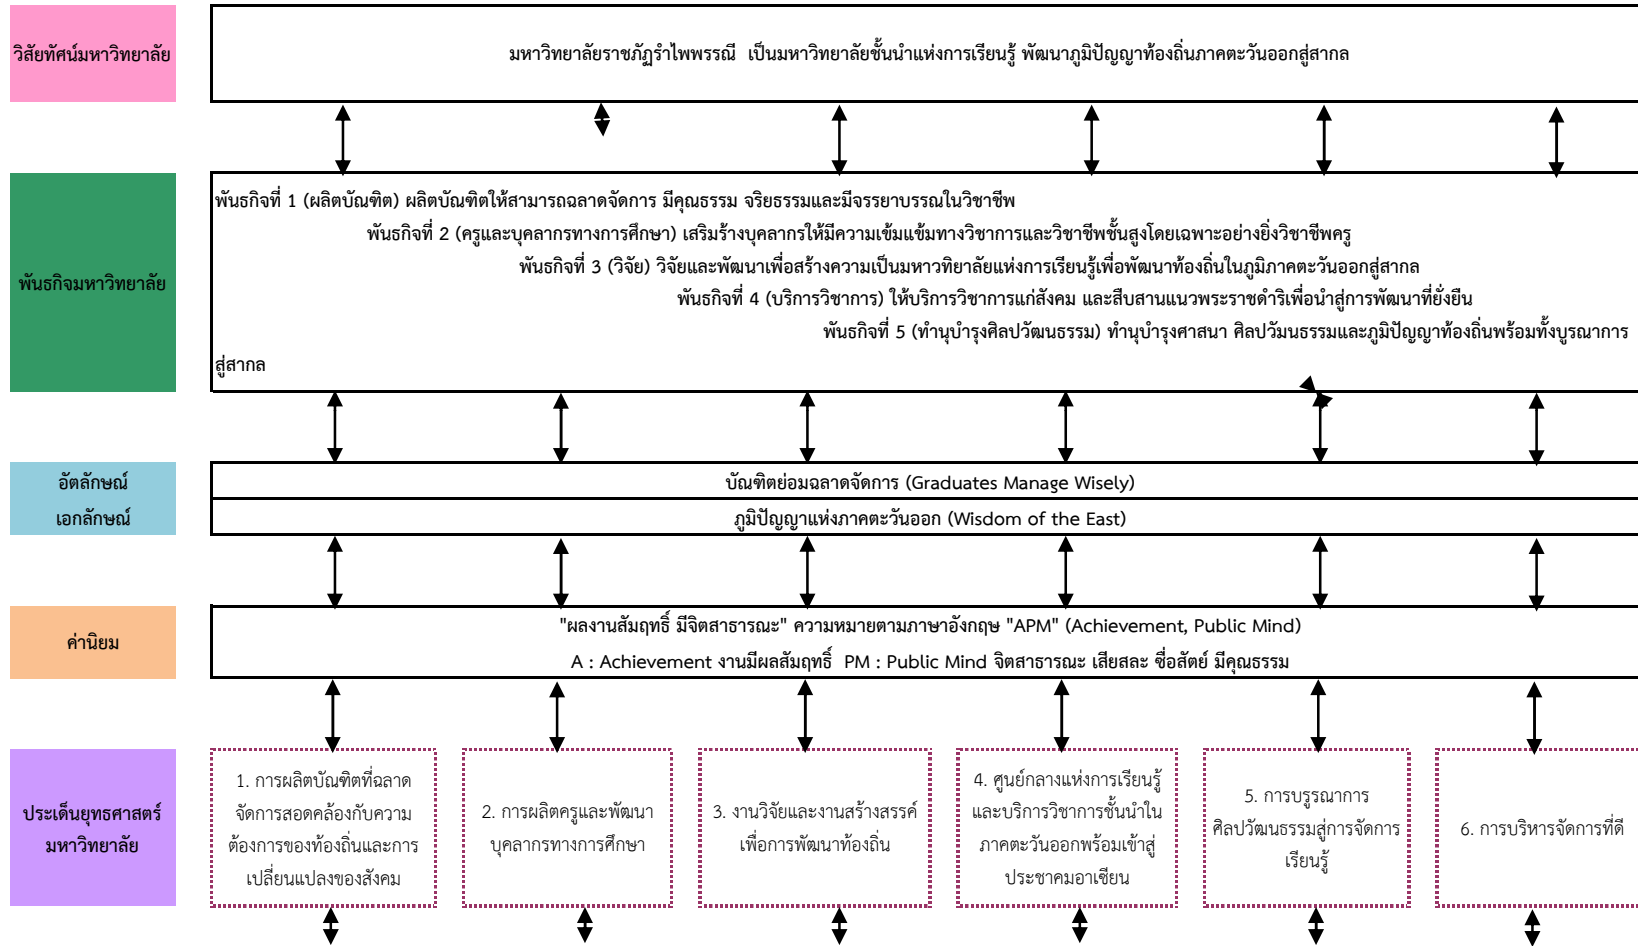 วิสัยทัศน์มหาวิทยาลัย
มหาวิทยาลัยราชภัฏรำไพพรรณี เป็นมหาวิทยาลัยชั้นนำแห่งการเรียนรู้ พัฒนาภูมิปัญญาท้องถิ่นภาคตะวันออกสู่สากล
พันธกิจมหาวิทยาลัย
พันธกิจที่ 1 (ผลิตบัณฑิต) ผลิตบัณฑิตให้สามารถฉลาดจัดการ มีคุณธรรม จริยธรรมและมีจรรยาบรรณในวิชาชีพ
พันธกิจที่ 2 (ครูและบุคลากรทางการศึกษา) เสริมร้างบุคลากรให้มีความเข้มแข้มทางวิชาการและวิชาชีพชั้นสูงโดยเฉพาะอย่างยิ่งวิชาชีพครู
พันธกิจที่ 3 (วิจัย) วิจัยและพัฒนาเพื่อสร้างความเป็นมหาวทิยาลัยแห่งการเรียนรู้เพื่อพัฒนาท้องถิ่นในภูมิภาคตะวันออกสู่สากล
พันธกิจที่ 4 (บริการวิชาการ) ให้บริการวิชาการแก่สังคม และสืบสานแนวพระราชดำริเพื่อนำสู่การพัฒนาที่ยั่งยืน
พันธกิจที่ 5 (ทำนุบำรุงศิลปวัฒนธรรม) ทำนุบำรุงศาสนา ศิลปวัมนธรรมและภูมิปัญญาท้องถิ่นพร้อมทั้งบูรณาการ
สู่สากล
อัตลักษณ์
เอกลักษณ์
บัณฑิตย่อมฉลาดจัดการ (Graduates Manage Wisely)
ภูมิปัญญาแห่งภาคตะวันออก (Wisdom of the East)
ค่านิยม
"ผลงานสัมฤทธิ์ มีจิตสาธารณะ" ความหมายตามภาษาอังกฤษ "APM" (Achievement, Public Mind)
A : Achievement งานมีผลสัมฤทธิ์ PM : Public Mind จิตสาธารณะ เสียสละ ซื่อสัตย์ มีคุณธรรม
ประเด็นยุทธศาสตร์
มหาวิทยาลัย
1. การผลิตบัณฑิตที่ฉลาด
จัดการสอดคล้องกับความ
ต้องการของท้องถิ่นและการ
เปลี่ยนแปลงของสังคม
2. การผลิตครูและพัฒนา
บุคลากรทางการศึกษา
3. งานวิจัยและงานสร้างสรรค์
เพื่อการพัฒนาท้องถิ่น
4. ศูนย์กลางแห่งการเรียนรู้
และบริการวิชาการชั้นนำใน
ภาคตะวันออกพร้อมเข้าสู่
ประชาคมอาเซียน
5. การบรูรณาการ
ศิลปวัฒนธรรมสู่การจัดการ
เรียนรู้
6. การบริหารจัดการที่ดี